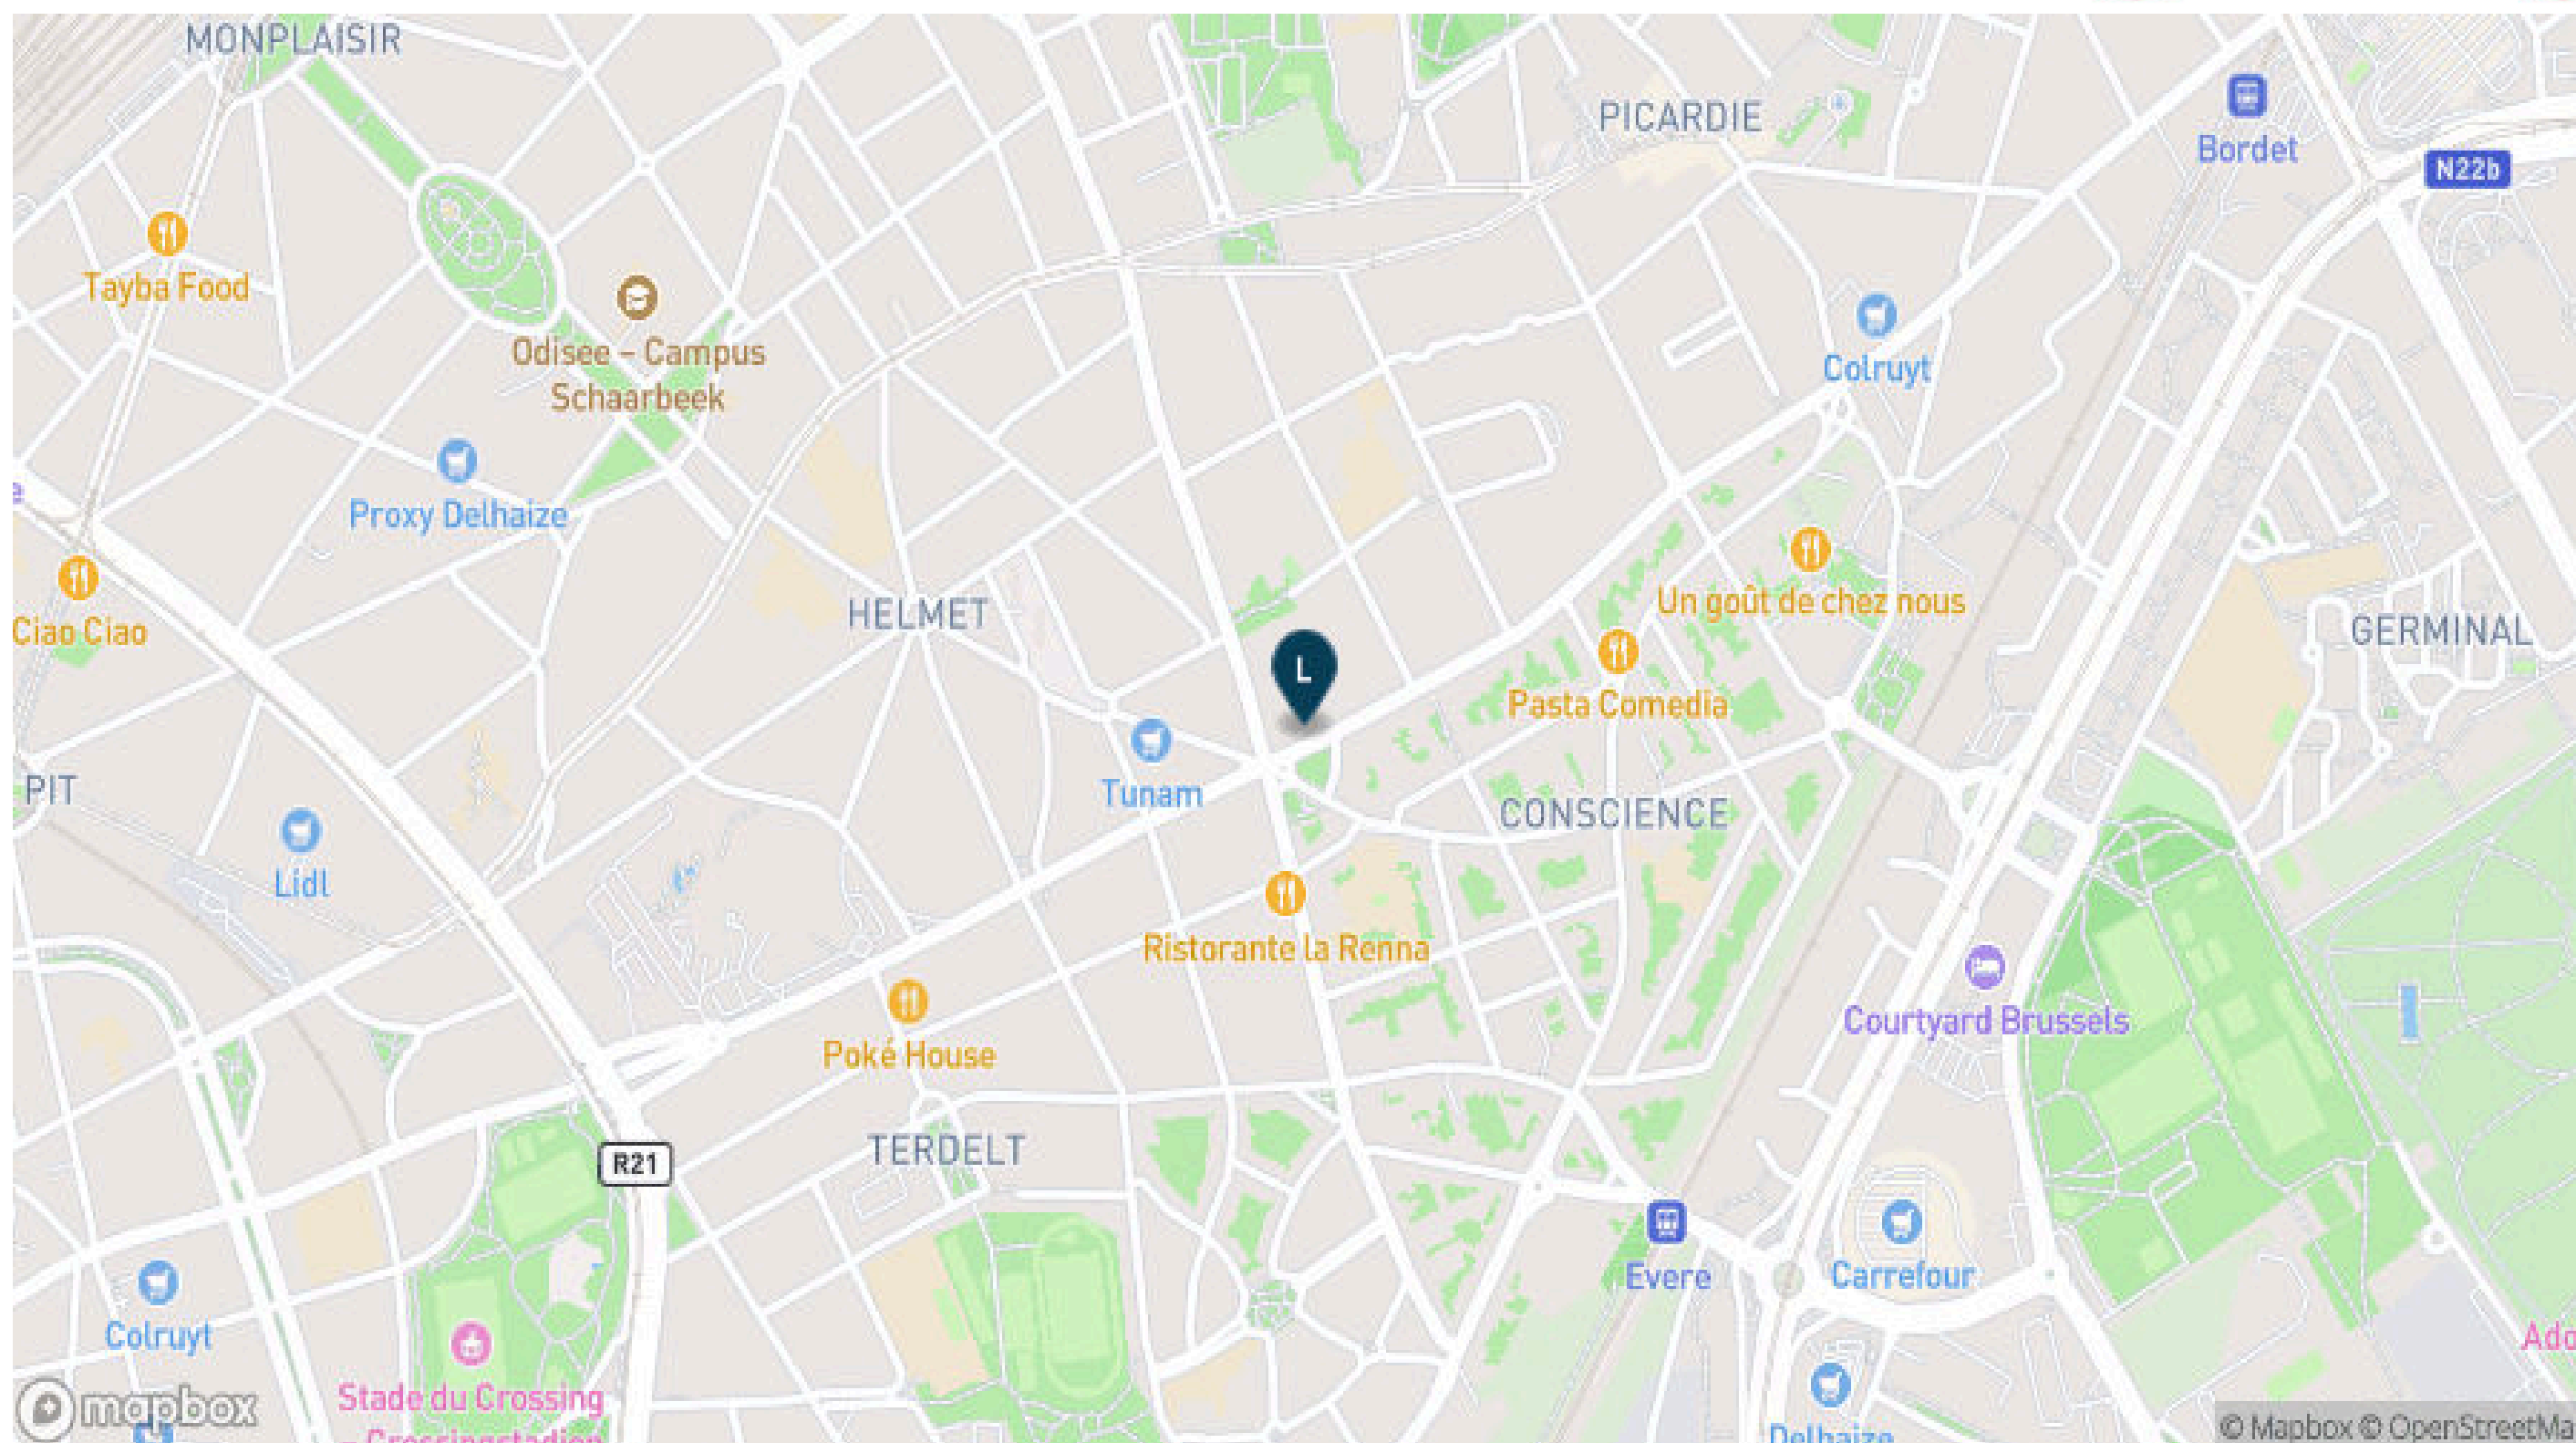 MONPLAISIR
PICARDIE
Bordet
N22b
Tayba Food
Odisee – Campus
Schaarbeek
Colruyt
Proxy Delhaize
Ciao Ciao
HELMET
Un goût de chez nous
GERMINAL
L
Pasta Comedia
PIT
Tunam
CONSCIENCE
Lidl
Ristorante la Renna
Courtyard Brussels
Poké House
TERDELT
R21
Evere
Carrefour
Colruyt
Ado
Stade du Crossing
– Crossingstadion
Delhaize
mapbox
© Mapbox © OpenStreetMa